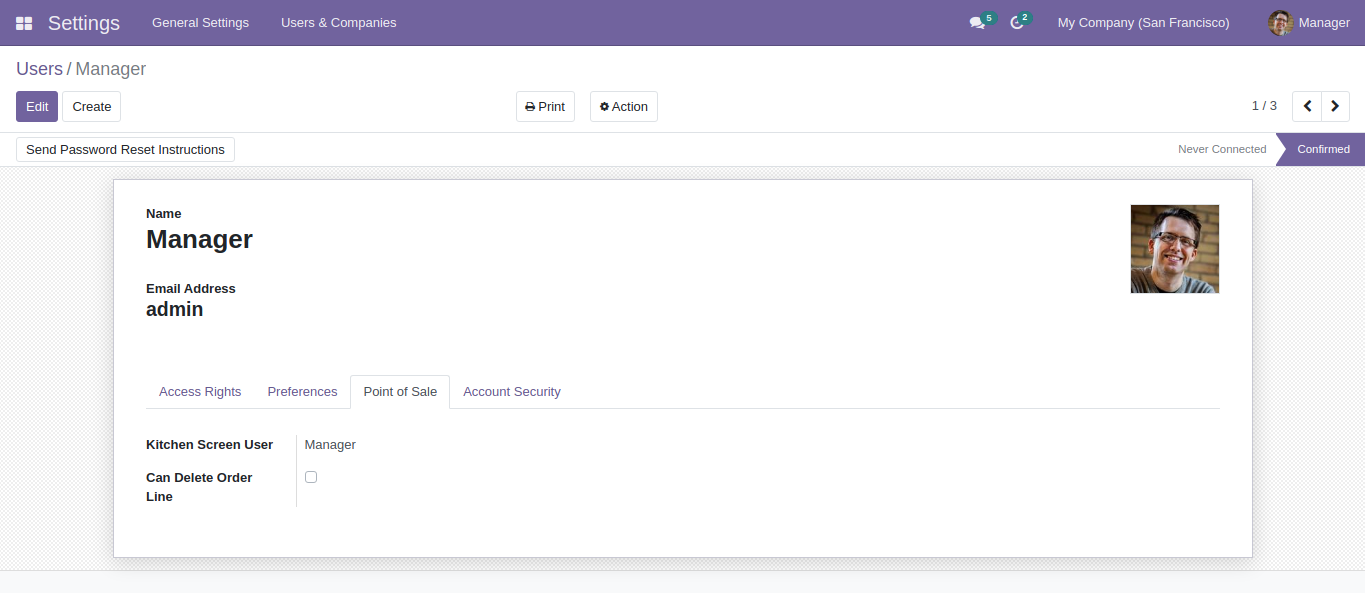 Settings General Settings Users & Companies 5 2 My Company (San Francisco) Manager
Users / Manager
Edit Create Print Action 1 / 3
Send Password Reset Instructions Never Connected Confirmed
Name
Manager
Email Address
admin
Access Rights Preferences Point of Sale Account Security
Kitchen Screen User Manager
Can Delete Order
Line